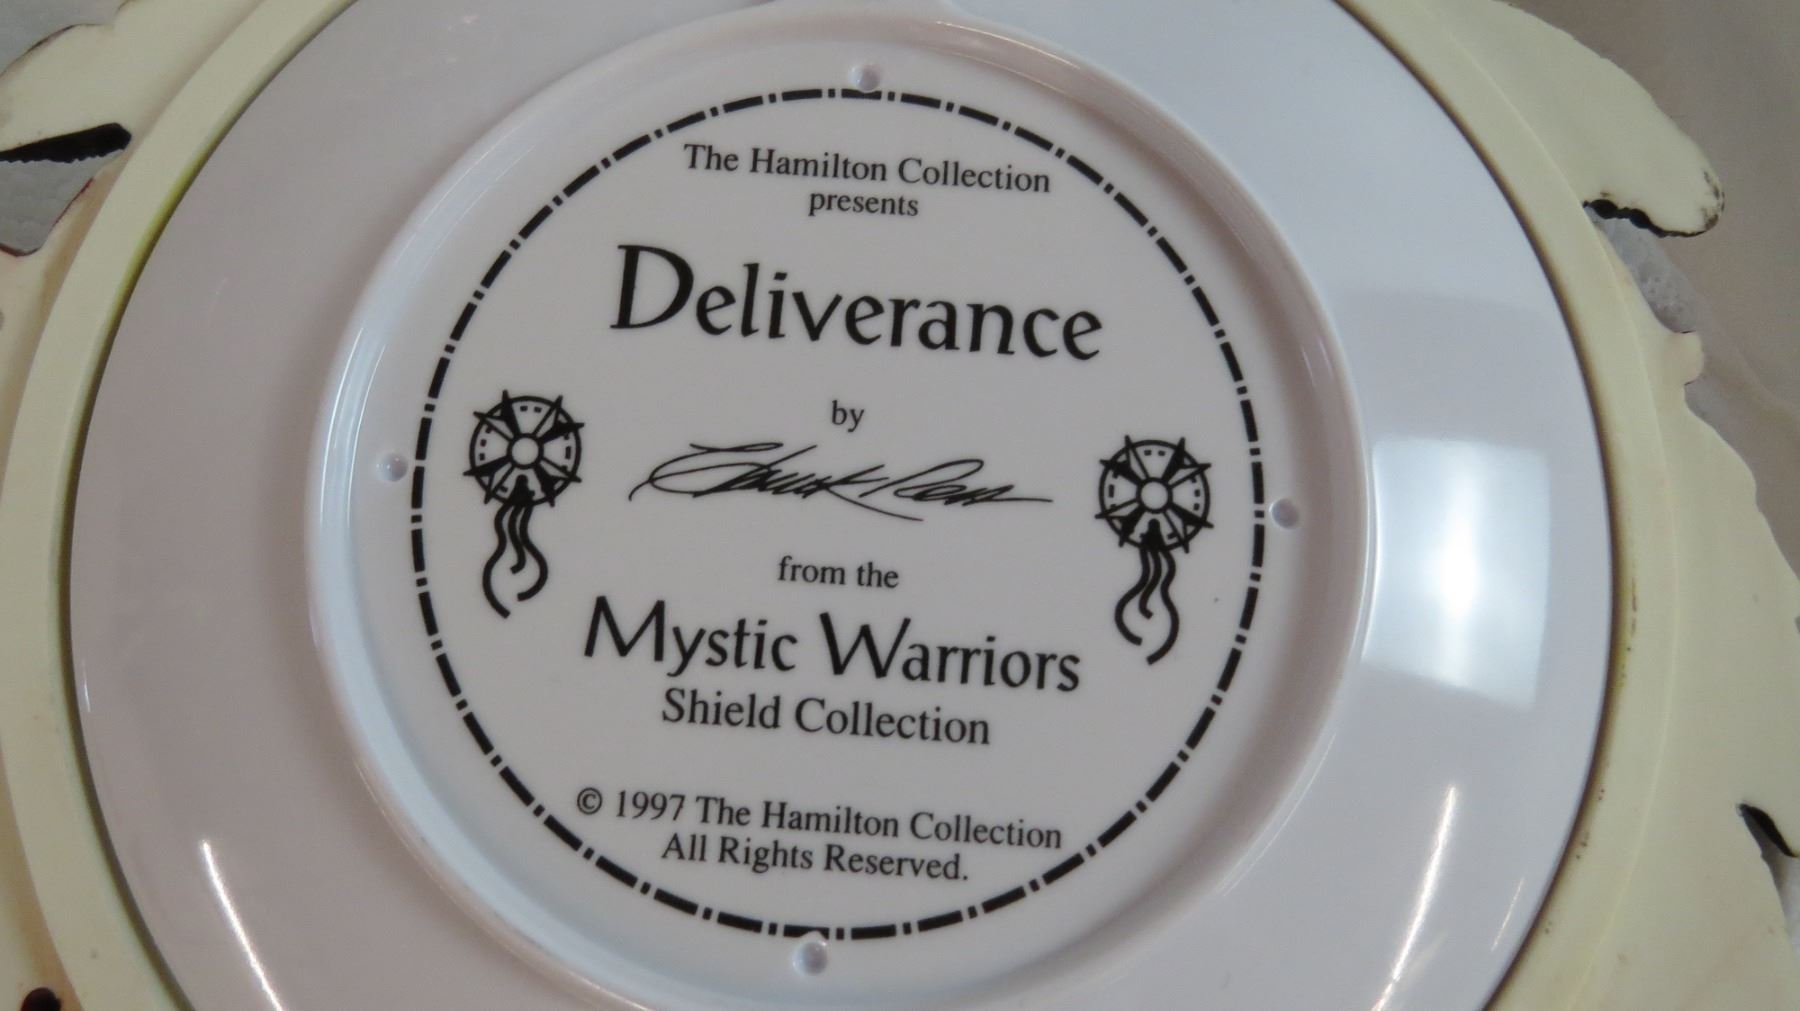 The Hamilton Collection
presents
Deliverance
by
from the
Mystic Warriors
Shield Collection
© 1997 The Hamilton Collection
All Rights Reserved.